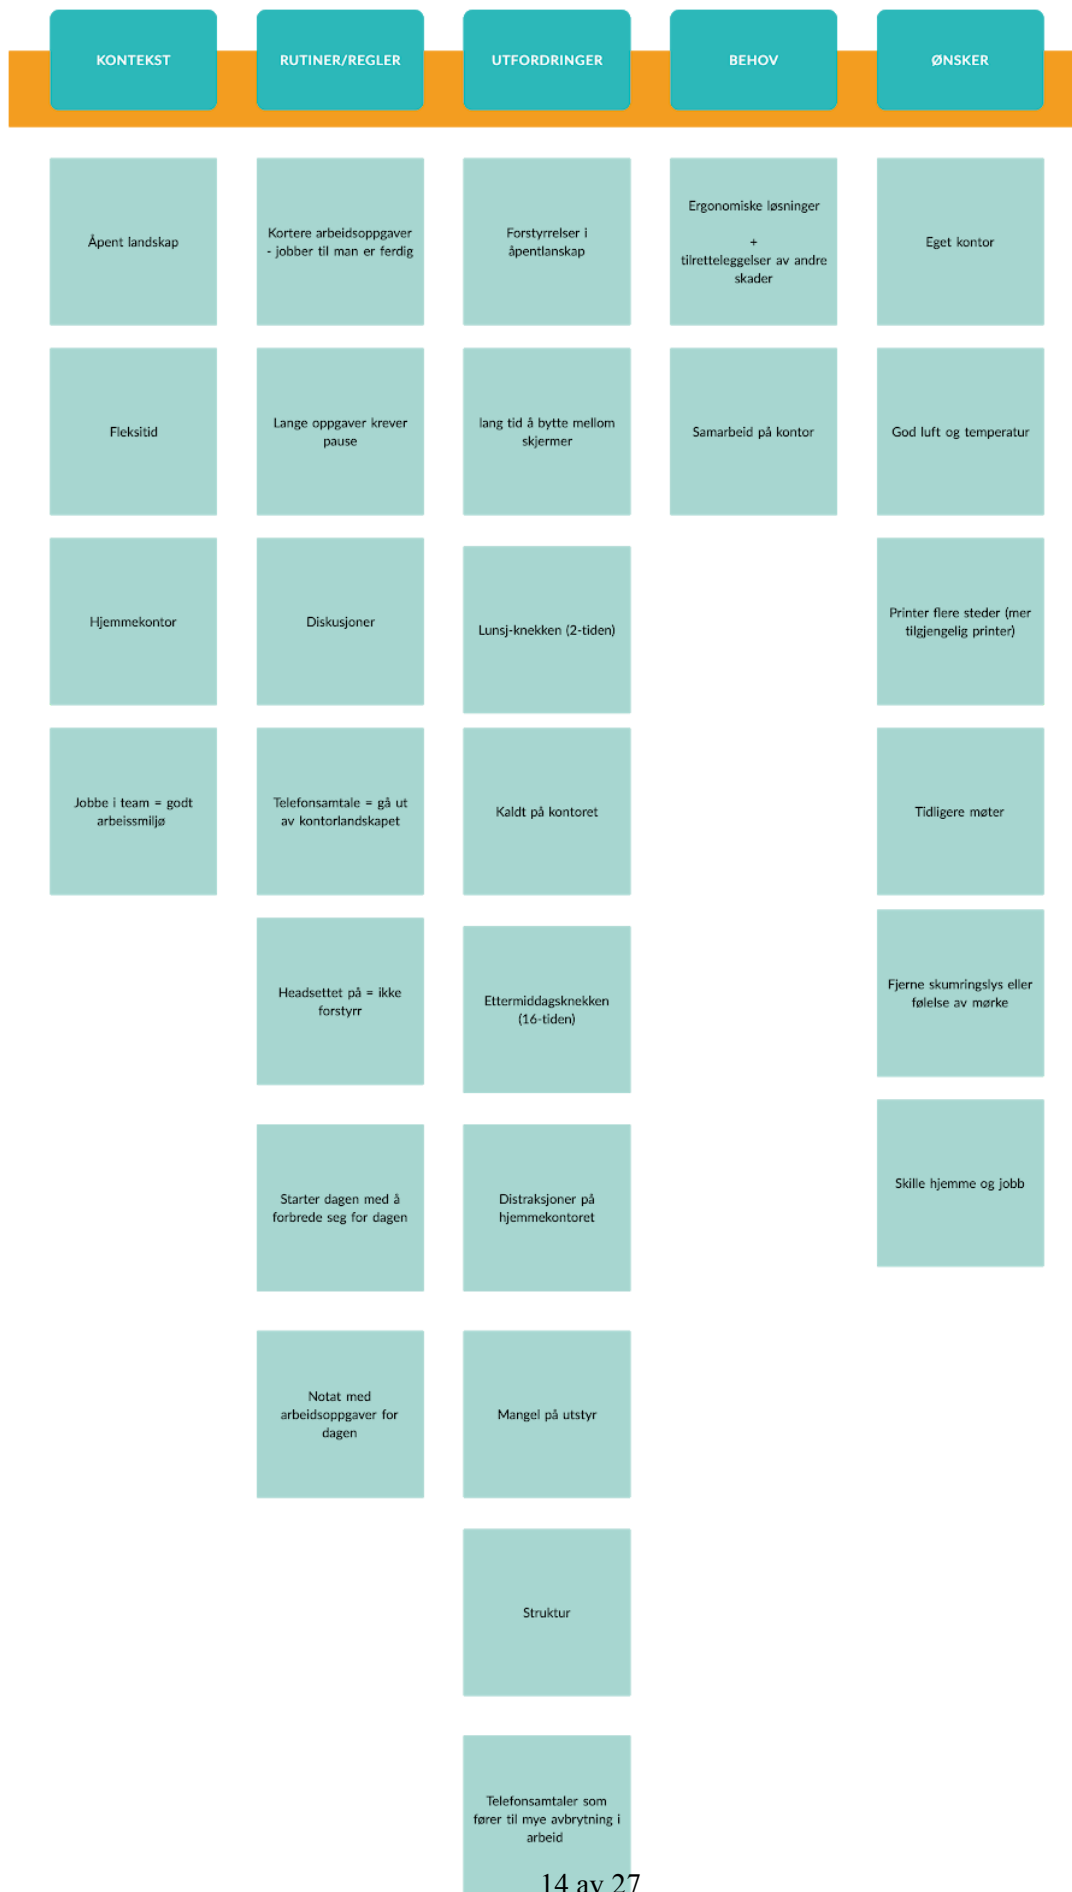 KONTEKST
RUTINER/REGLER
UTFORDRINGER
BEHOV
ØNSKER
Åpent landskap
Fleksitid
Hjemmekontor
Jobbe i team = godt
arbeissmiljø
Kortere arbeidsoppgaver
- jobber til man er ferdig
Lange oppgaver krever
pause
Diskusjoner
Telefonsamtale = gå ut
av kontorlandskapet
Headsettet på = ikke
forstyrr
Starter dagen med å
forbrede seg for dagen
Notat med
arbeidsoppgaver for
dagen
Forstyrrelser i
åpentlanskap
lang tid å bytte mellom
skjermer
Lunsj-knekken (2-tiden)
Kaldt på kontoret
Ettermiddagsknekken
(16-tiden)
Distraksjoner på
hjemmekontoret
Mangel på utstyr
Struktur
Telefonsamtaler som
fører til mye avbrytning i
arbeid
Ergonomiske løsninger
+
tilretteleggelser av andre
skader
Samarbeid på kontor
Eget kontor
God luft og temperatur
Printer flere steder (mer
tilgjengelig printer)
Tidligere møter
Fjerne skumringslys eller
følelse av mørke
Skille hjemme og jobb
14 av 27